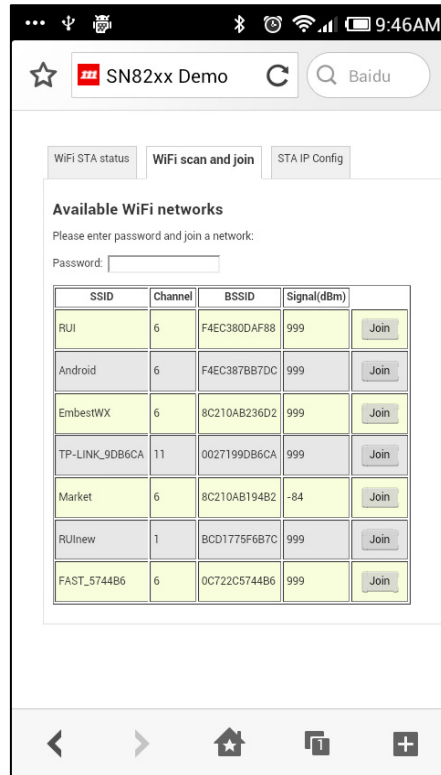 9:46AM
SN82xx Demo
Baidu
WiFi STA status WiFi scan and join STA IP Config
Available WiFi networks
Please enter password and join a network:
Password:
SSID Channel BSSID Signal(dBm)
RUI 6 F4EC380DAF88 999 Join
Android 6 F4EC387BB7DC 999 Join
EmbestWX 6 8C210AB236D2 999 Join
TP-LINK_9DB6CA 11 0027199DB6CA 999 Join
Market 6 8C210AB194B2 -84 Join
RUInew 1 BCD1775F6B7C 999 Join
FAST_5744B6 6 0C722C5744B6 999 Join
1